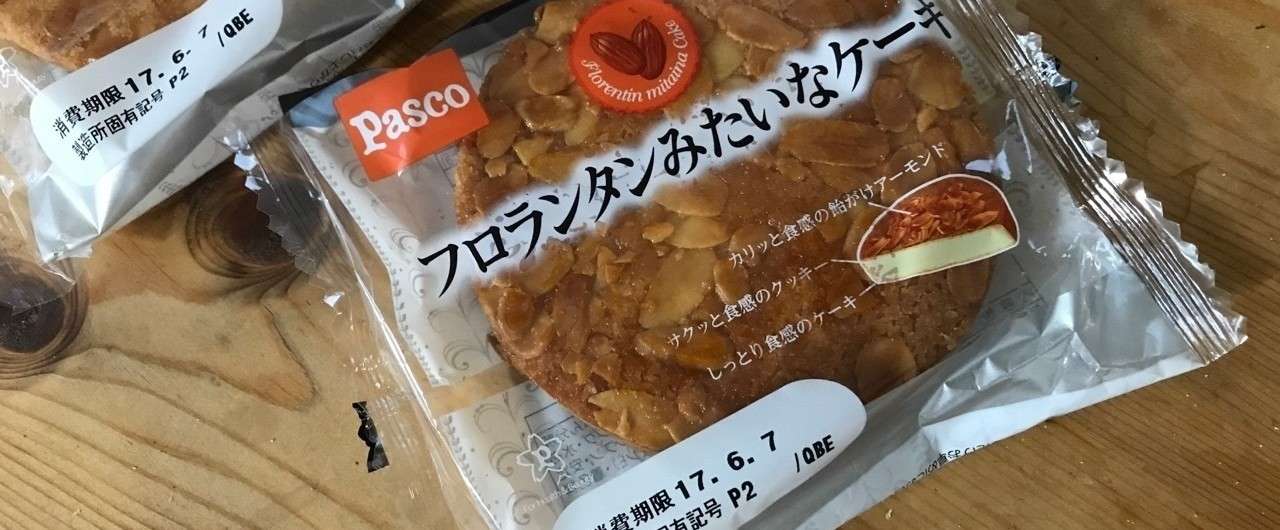 消費期限 17. 6. 7
製造所固有記号 P2 /QBE
Pasco
Florentin mitaina Cake
フロランタンみたいなケーキ
カリッと食感の飴がけアーモンド
サクッと食感のクッキー
しっとり食感のケーキ
消費期限 17. 6. 7
固有記号 P2 /QBE